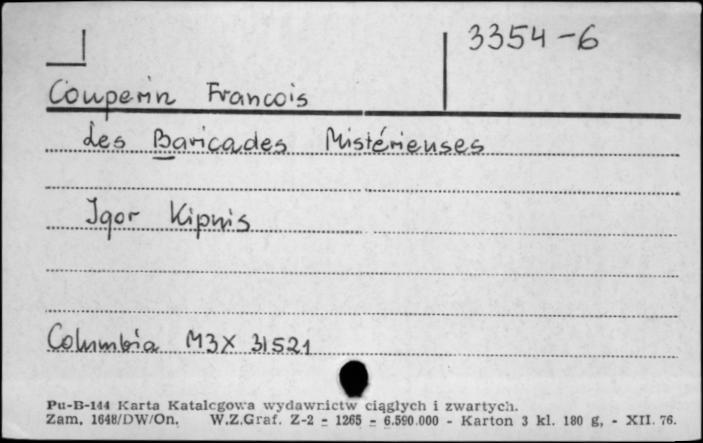 3354-6
Couperin Francois
Les Baricades Mistérieuses
Igor Kipnis
Columbia M3X 31521
Pu-B-144 Karta Katalogowa wydawnictw ciągłych i zwartych.
Zam. 1648/DW/On. W.Z.Graf. Z-2 - 1265 - 6.590.000 - Karton 3 kl. 180 g. - XII. 76.